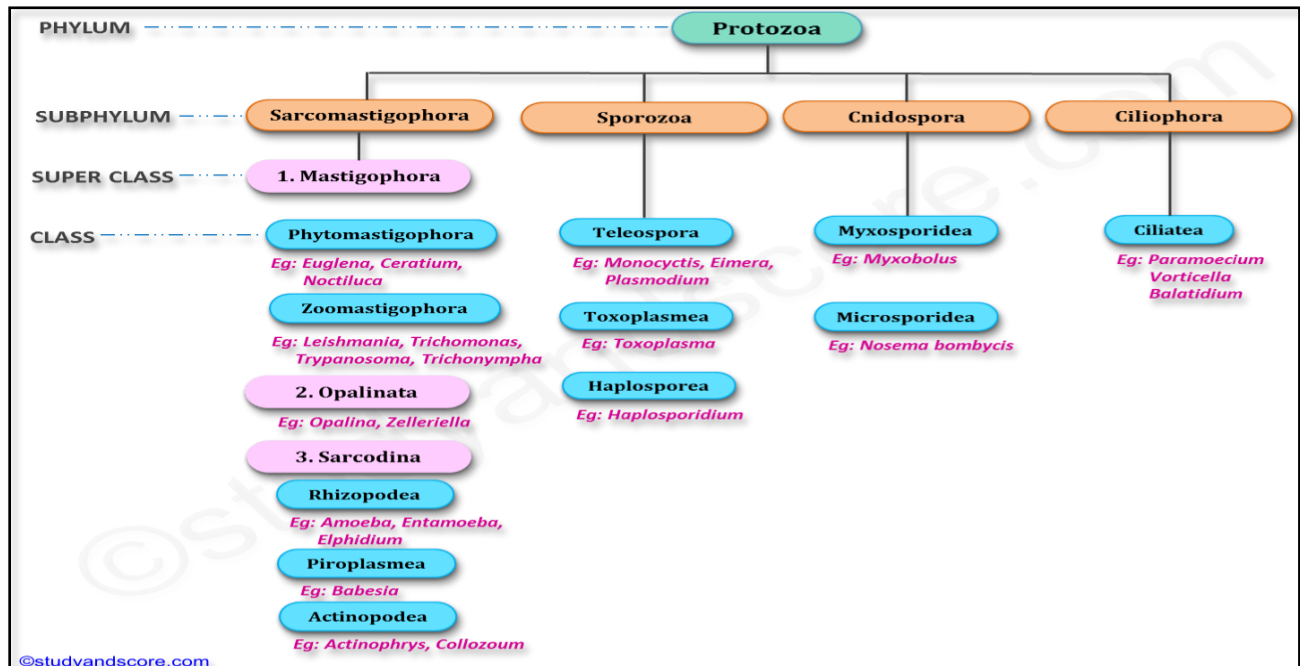 PHYLUM
Protozoa
SUBPHYLUM
Sarcomastigophora
Sporozoa
Cnidospora
Ciliophora
SUPER CLASS
1. Mastigophora
CLASS
Phytomastigophora
Eg: Euglena, Ceratium,
Noctiluca
Zoomastigophora
Eg: Leishmania, Trichomonas,
Trypanosoma, Trichonympha
2. Opalinata
Eg: Opalina, Zelleriella
3. Sarcodina
Rhizopodea
Eg: Amoeba, Entamoeba,
Elphidium
Piroplasmea
Eg: Babesia
Actinopodea
Eg: Actinophrys, Collozoum
Teleospora
Eg: Monocyctis, Eimera,
Plasmodium
Toxoplasmea
Eg: Toxoplasma
Haplosporea
Eg: Haplosporidium
Myxosporidea
Eg: Myxobolus
Microsporidea
Eg: Nosema bombycis
Ciliatea
Eg: Paramoecium
Vorticella
Balatidium
©studyandscore.com
©studyandscore.com